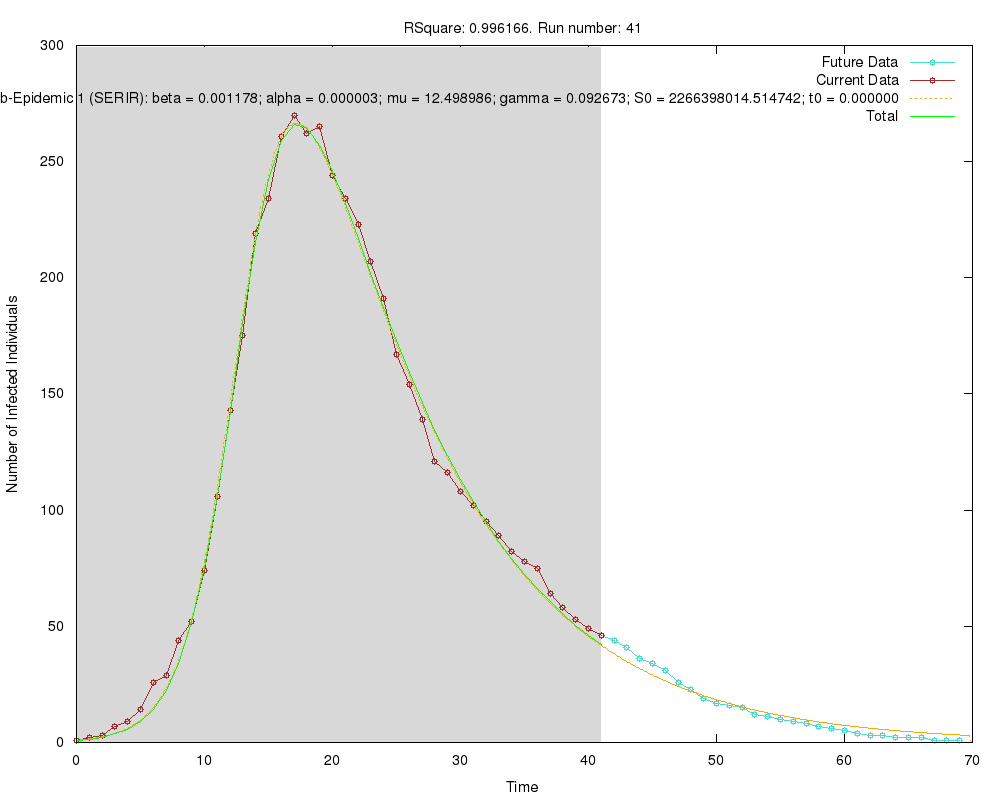 RSquare: 0.996166. Run number: 41
Future Data
Current Data
b-Epidemic 1 (SERIR): beta = 0.001178; alpha = 0.000003; mu = 12.498986; gamma = 0.092673; S0 = 2266398014.514742; t0 = 0.000000
Total
Number of Infected Individuals
300
250
200
150
100
50
0
0 10 20 30 40 50 60 70
Time